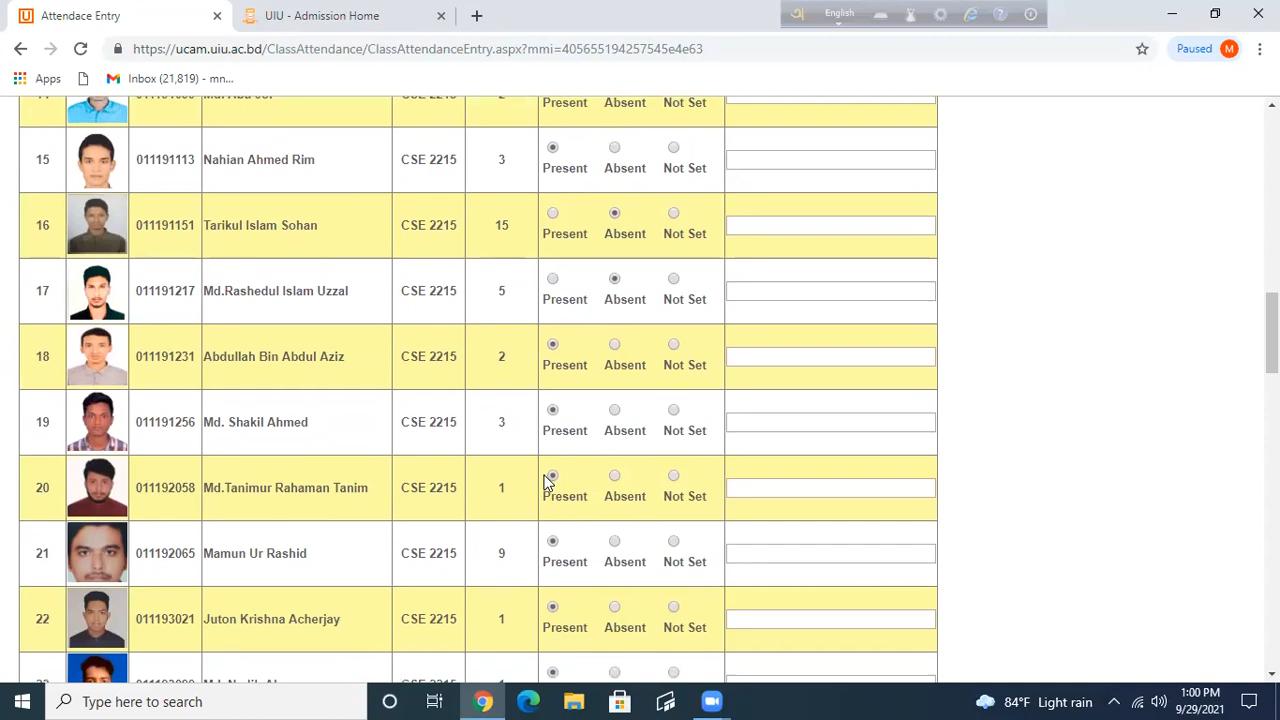 Attendace Entry
UIU - Admission Home
English
https://ucam.uiu.ac.bd/ClassAttendance/ClassAttendanceEntry.aspx?mmi=405655194257545e4e63
Paused M
Apps
Inbox (21,819) - mn...
Present Absent Not Set
15 011191113 Nahian Ahmed Rim CSE 2215 3 Present Absent Not Set
16 011191151 Tarikul Islam Sohan CSE 2215 15 Present Absent Not Set
17 011191217 Md.Rashedul Islam Uzzal CSE 2215 5 Present Absent Not Set
18 011191231 Abdullah Bin Abdul Aziz CSE 2215 2 Present Absent Not Set
19 011191256 Md. Shakil Ahmed CSE 2215 3 Present Absent Not Set
20 011192058 Md.Tanimur Rahaman Tanim CSE 2215 1 Present Absent Not Set
21 011192065 Mamun Ur Rashid CSE 2215 9 Present Absent Not Set
22 011193021 Juton Krishna Acherjay CSE 2215 1 Present Absent Not Set
Type here to search
84°F Light rain
1:00 PM
9/29/2021